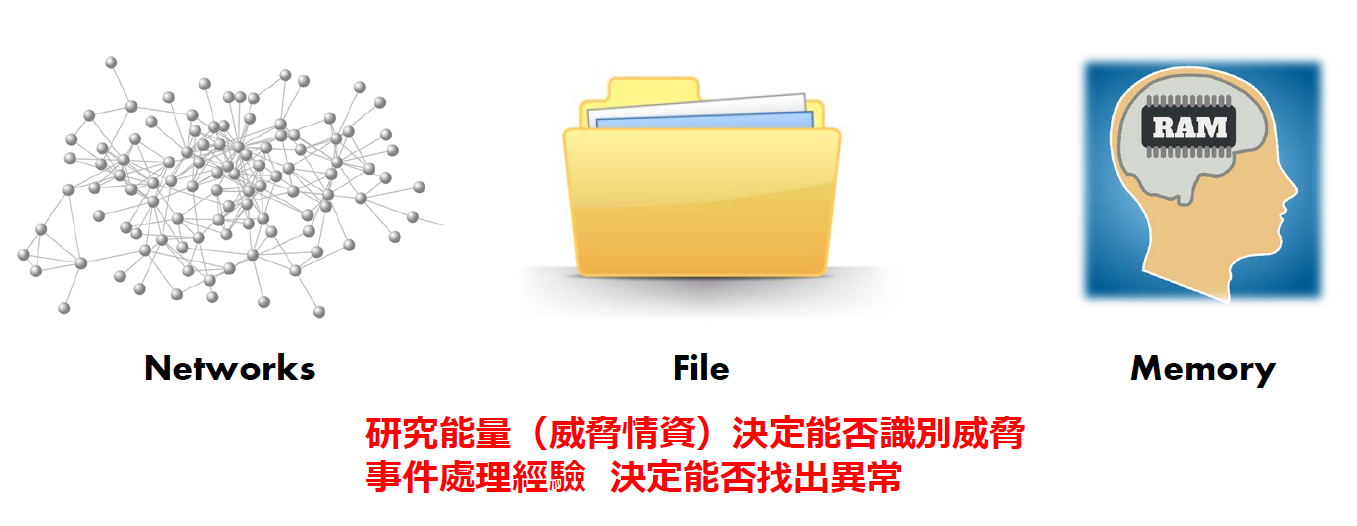 RAM
Networks
File
Memory
研究能量（威脅情資）決定能否識別威脅
事件處理經驗 決定能否找出異常